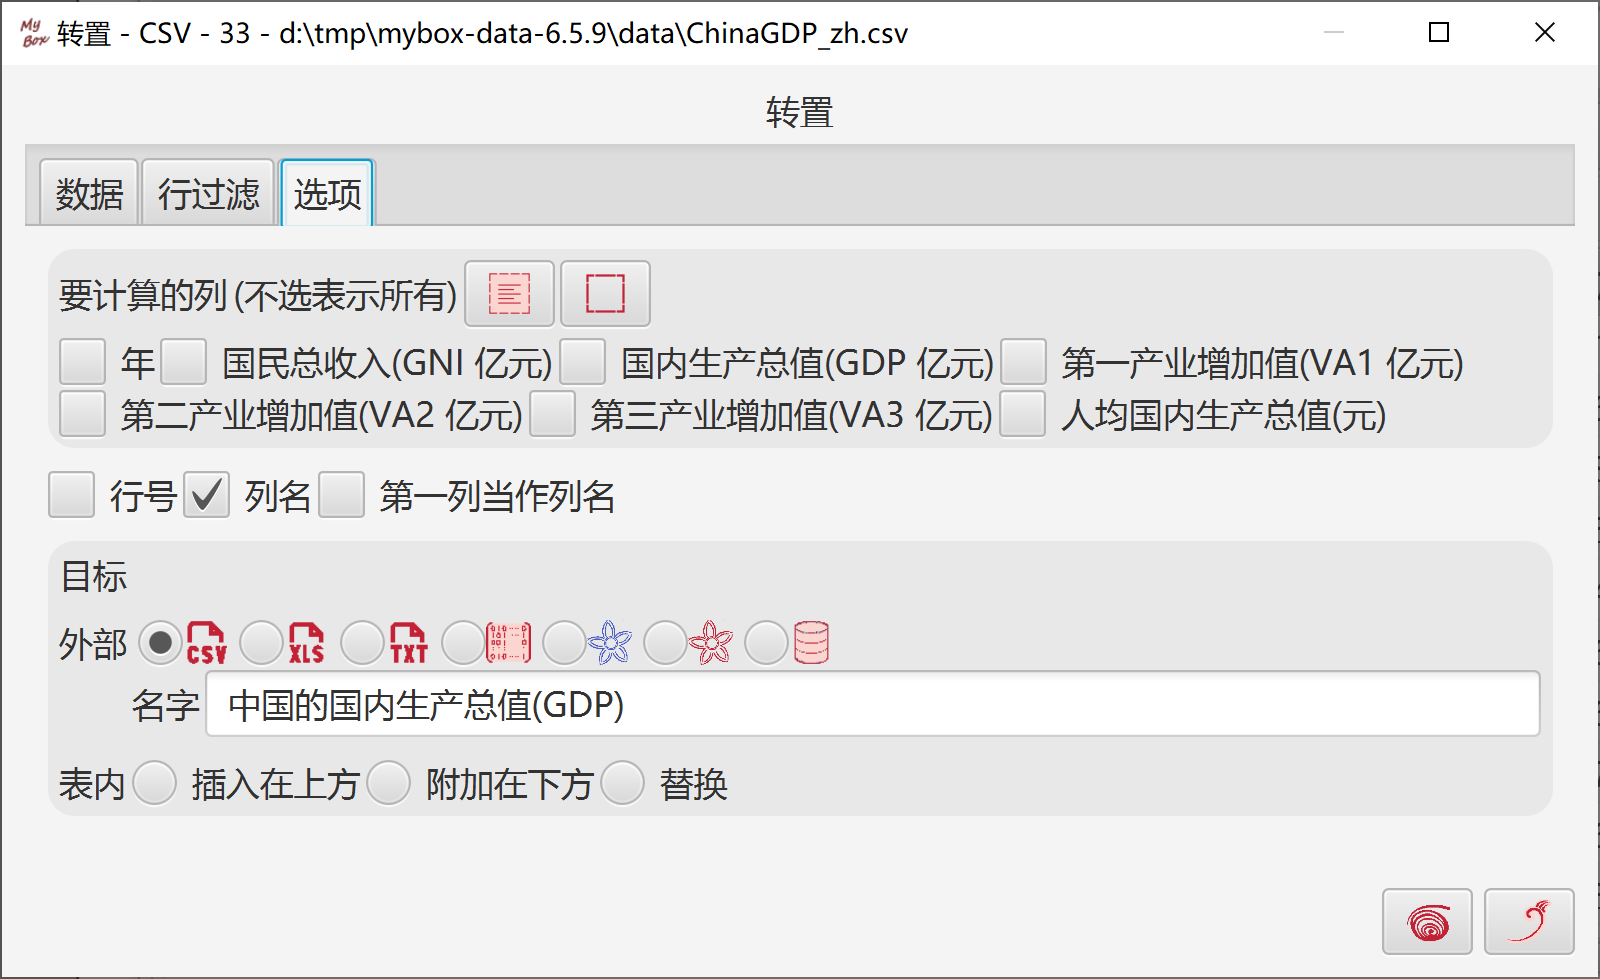 My Box 转置 - CSV - 33 - d:\tmp\mybox-data-6.5.9\data\ChinaGDP_zh.csv
转置
数据 行过滤 选项
要计算的列(不选表示所有)
年 国民总收入(GNI 亿元) 国内生产总值(GDP 亿元) 第一产业增加值(VA1 亿元)
第二产业增加值(VA2 亿元) 第三产业增加值(VA3 亿元) 人均国内生产总值(元)
行号 列名 第一列当作列名
目标
外部 CSV XLS TXT
名字 中国的国内生产总值(GDP)
表内 插入在上方 附加在下方 替换